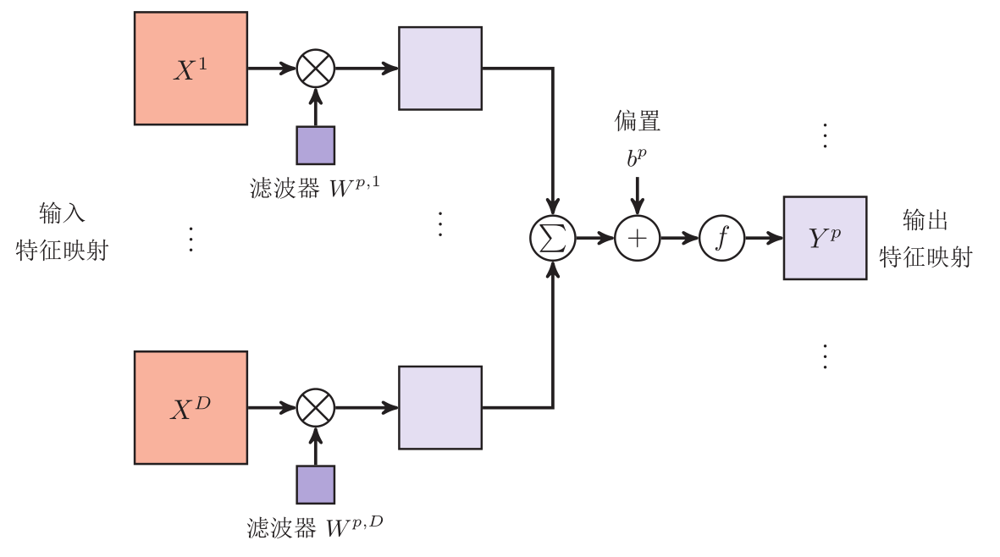 X^1
⊗
滤波器 W^{p,1}
输入
特征映射
⋮
⋮
偏置
b^p
∑
+
f
⋮
Y^p
输出
特征映射
⋮
X^D
⊗
滤波器 W^{p,D}